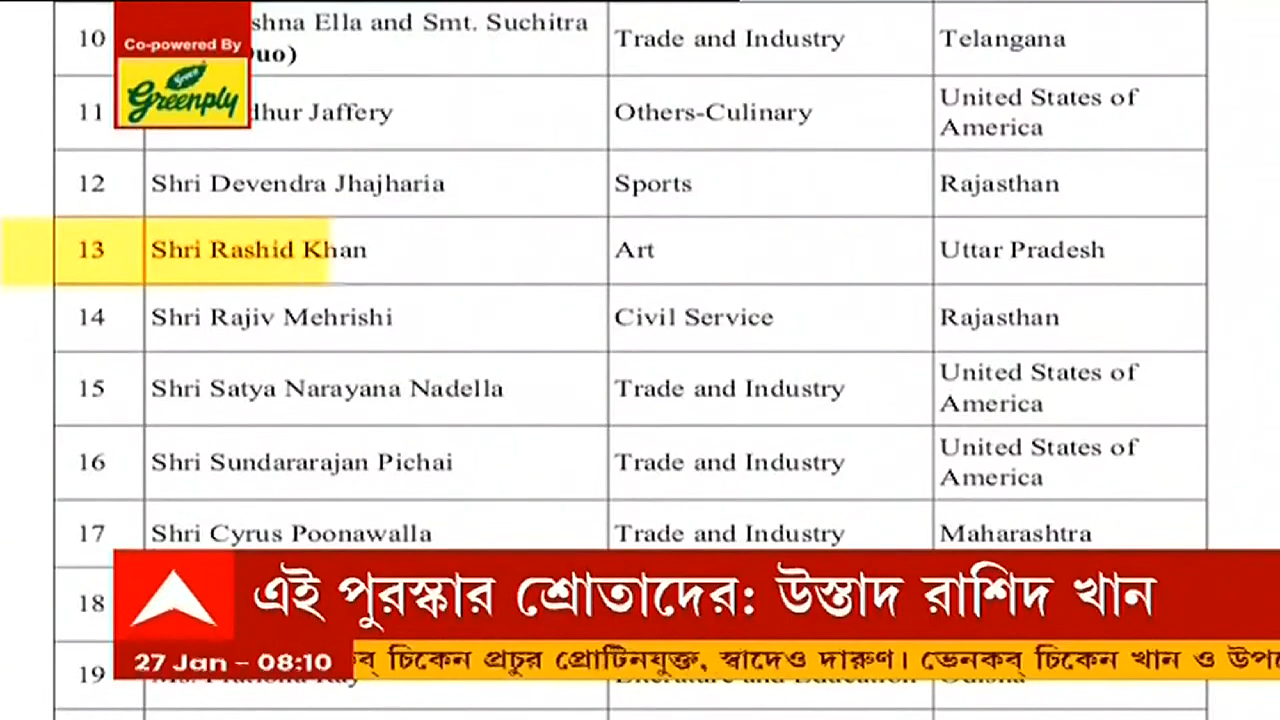 10 shna Ella and Smt. Suchitra Trade and Industry Telangana
uo)
Co-powered By
Green
Greenply
11 dhur Jaffery Others-Culinary United States of
America
12 Shri Devendra Jhajharia Sports Rajasthan
13 Shri Rashid Khan Art Uttar Pradesh
14 Shri Rajiv Mehrishi Civil Service Rajasthan
15 Shri Satya Narayana Nadella Trade and Industry United States of
America
16 Shri Sundararajan Pichai Trade and Industry United States of
America
17 Shri Cyrus Poonawalla Trade and Industry Maharashtra
18
এই পুরস্কার শ্রোতাদের: উস্তাদ রাশিদ খান
27 Jan - 08:10 চিকেন প্রচুর প্রোটিনযুক্ত, স্বাদেও দারুণ। ভেনকব্ চিকেন খান ও
19